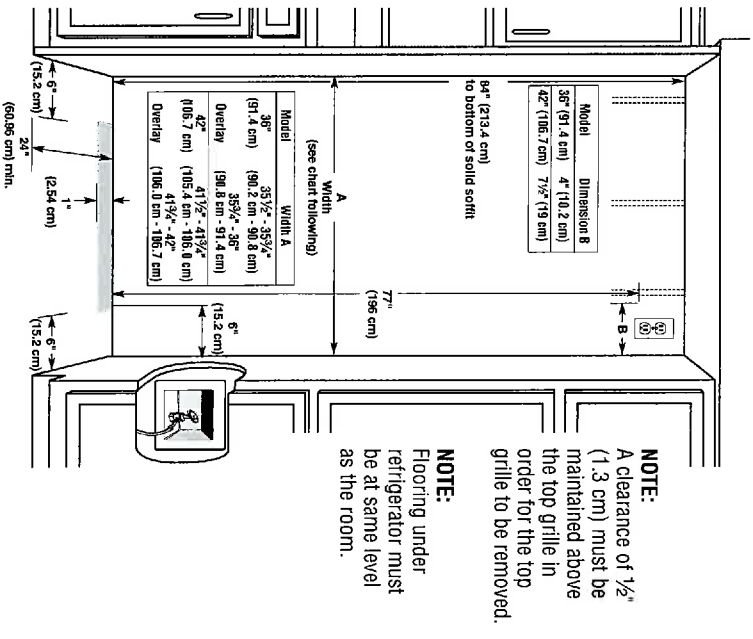 84" (213.4 cm)
to bottom of solid soffit
Model Dimension B
36" (91.4 cm) 4" (10.2 cm)
42" (106.7 cm) 7½" (19 cm)
B
77"
(196 cm)
A
Width
(see chart following)
Model Width A
36" 35½" - 35¾"
(91.4 cm) (90.2 cm - 90.8 cm)
Overlay 35¾" - 36"
(90.8 cm - 91.4 cm)
42" 41½" - 41¾"
(106.7 cm) (105.4 cm - 106.0 cm)
Overlay 41¾" - 42"
(106.0 cm - 106.7 cm)
6"
(15.2 cm)
6"
(15.2 cm)
1"
(2.54 cm)
24"
(60.96 cm) min.
6"
(15.2 cm)
NOTE:
A clearance of ½"
(1.3 cm) must be
maintained above
the top grille in
order for the top
grille to be removed.
NOTE:
Flooring under
refrigerator must
be at same level
as the room.